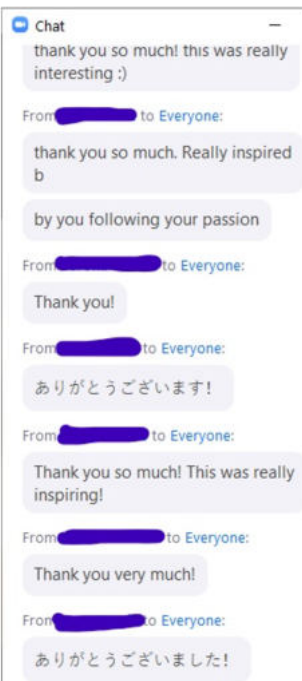 Chat
thank you so much! this was really
interesting :)
From to Everyone:
thank you so much. Really inspired
b
by you following your passion
From to Everyone:
Thank you!
From to Everyone:
ありがとうございます!
From to Everyone:
Thank you so much! This was really
inspiring!
From to Everyone:
Thank you very much!
From to Everyone:
ありがとうございました!